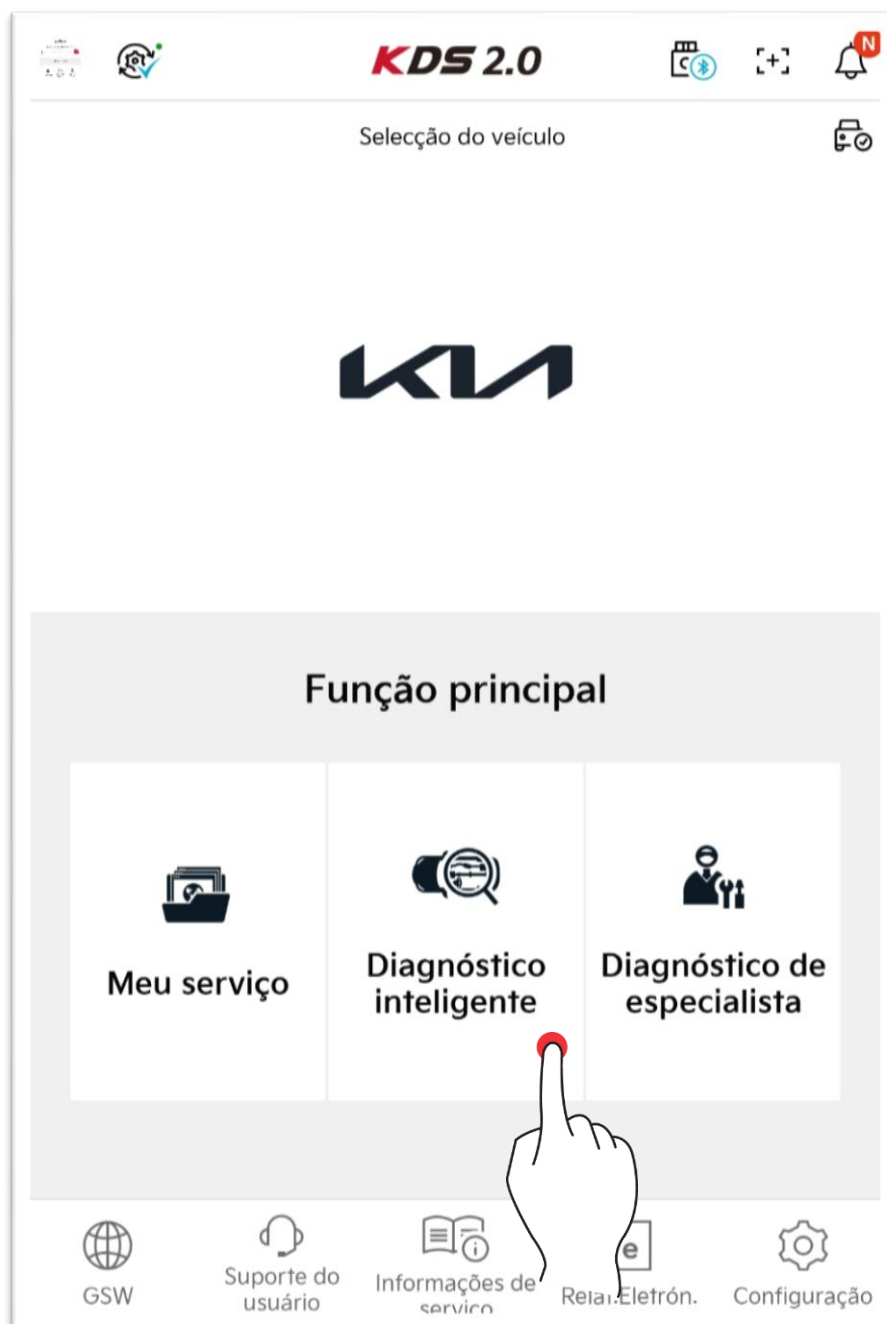 KDS 2.0
N
Selecção do veículo
KIA
Função principal
Meu serviço
Diagnóstico
inteligente
Diagnóstico de
especialista
GSW
Suporte do
usuário
Informações de
serviço
e
Relat.Eletrón.
Configuração